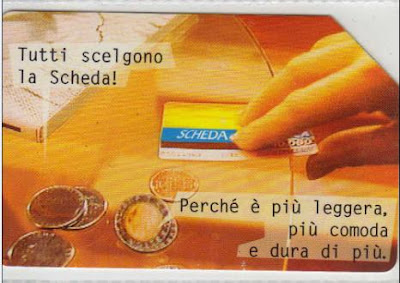 Tutti scelgono
la Scheda!
SCHEDA
Perché è più leggera,
più comoda
e dura di più.